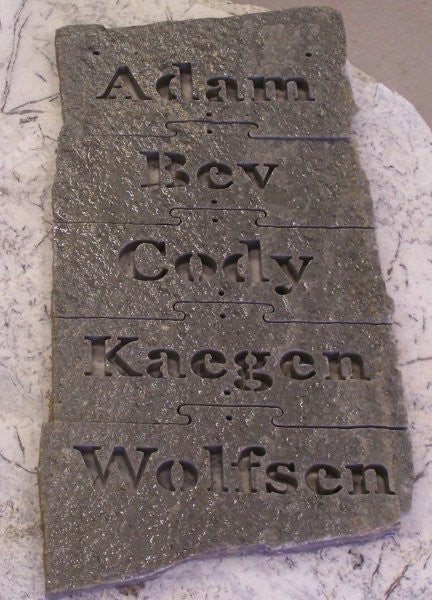 Adam
Bev
Cody
Kaegen
Wolfsen